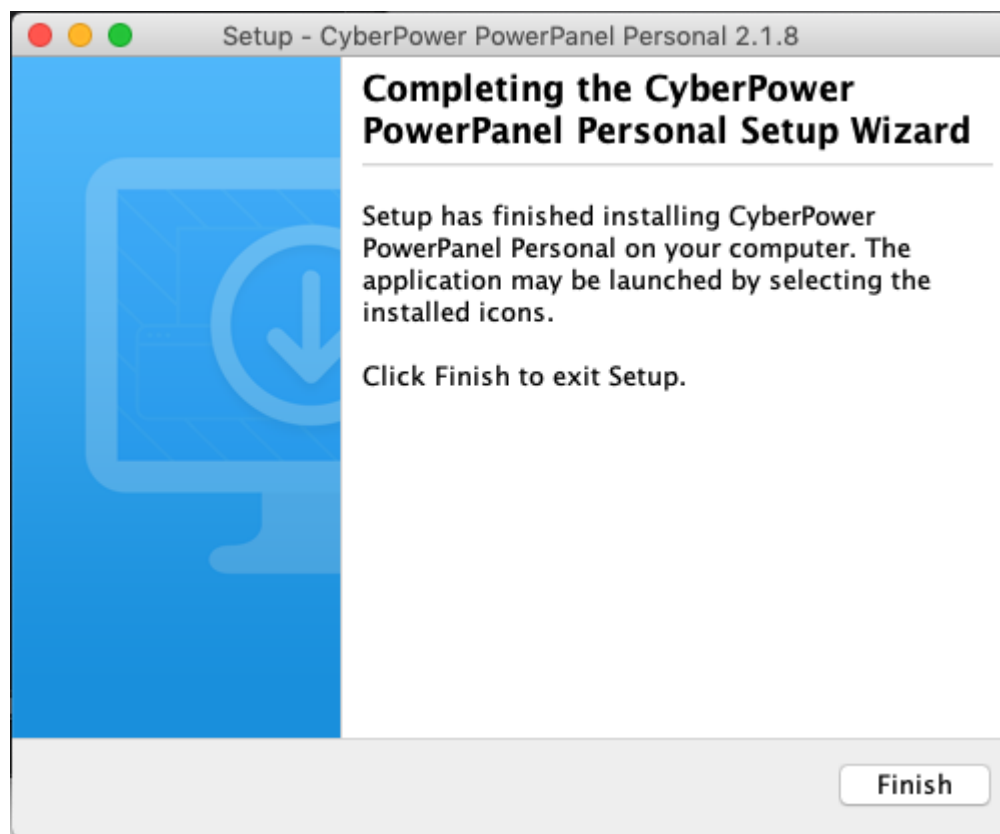 Setup - CyberPower PowerPanel Personal 2.1.8
Completing the CyberPower
PowerPanel Personal Setup Wizard
Setup has finished installing CyberPower
PowerPanel Personal on your computer. The
application may be launched by selecting the
installed icons.
Click Finish to exit Setup.
Finish